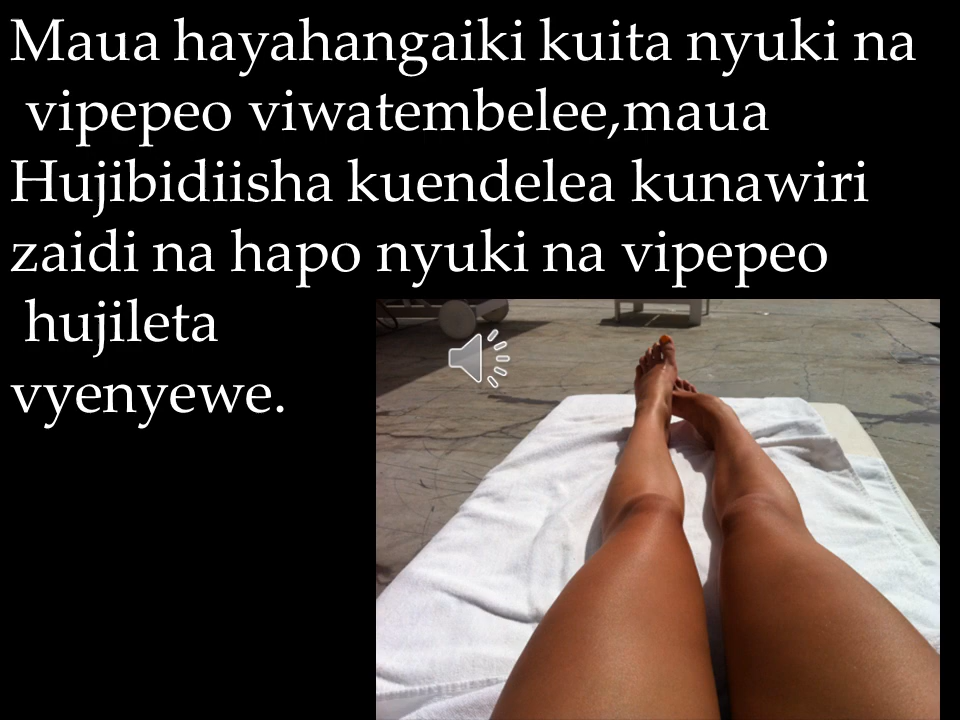 Maua hayahangaiki kuita nyuki na
vipepeo viwatembelee,maua
Hujibidiisha kuendelea kunawiri
zaidi na hapo nyuki na vipepeo
hujileta
vyenyewe.